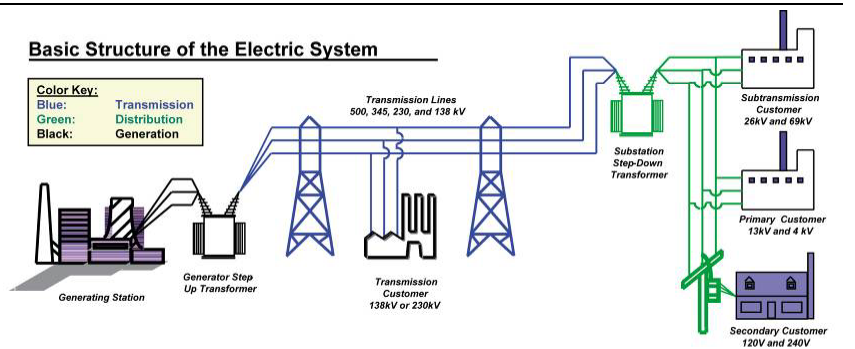 Basic Structure of the Electric System
Color Key:
Blue: Transmission
Green: Distribution
Black: Generation
Transmission Lines
500, 345, 230, and 138 kV
Generating Station
Generator Step
Up Transformer
Transmission
Customer
138kV or 230kV
Substation
Step-Down
Transformer
Subtransmission
Customer
26kV and 69kV
Primary Customer
13kV and 4 kV
Secondary Customer
120V and 240V